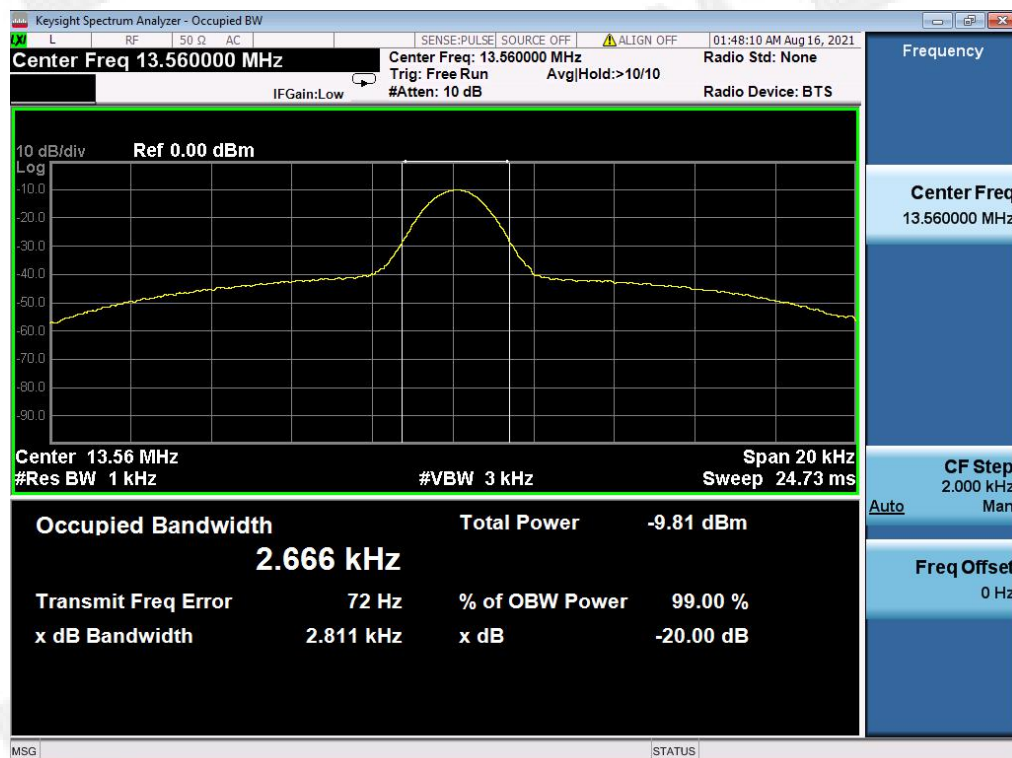 Keysight Spectrum Analyzer - Occupied BW
LXI L RF 50 Ω AC SENSE:PULSE SOURCE OFF ALIGN OFF 01:48:10 AM Aug 16, 2021
Center Freq 13.560000 MHz
Center Freq: 13.560000 MHz
Radio Std: None
Trig: Free Run Avg|Hold:>10/10
IFGain:Low
#Atten: 10 dB
Radio Device: BTS
10 dB/div Ref 0.00 dBm
Log
-10.0
-20.0
-30.0
-40.0
-50.0
-60.0
-70.0
-80.0
-90.0
Center 13.56 MHz Span 20 kHz
#Res BW 1 kHz #VBW 3 kHz Sweep 24.73 ms
Occupied Bandwidth Total Power -9.81 dBm
2.666 kHz
Transmit Freq Error 72 Hz % of OBW Power 99.00 %
x dB Bandwidth 2.811 kHz x dB -20.00 dB
MSG STATUS
Frequency
Center Freq
13.560000 MHz
CF Step
2.000 kHz
Auto Man
Freq Offset
0 Hz